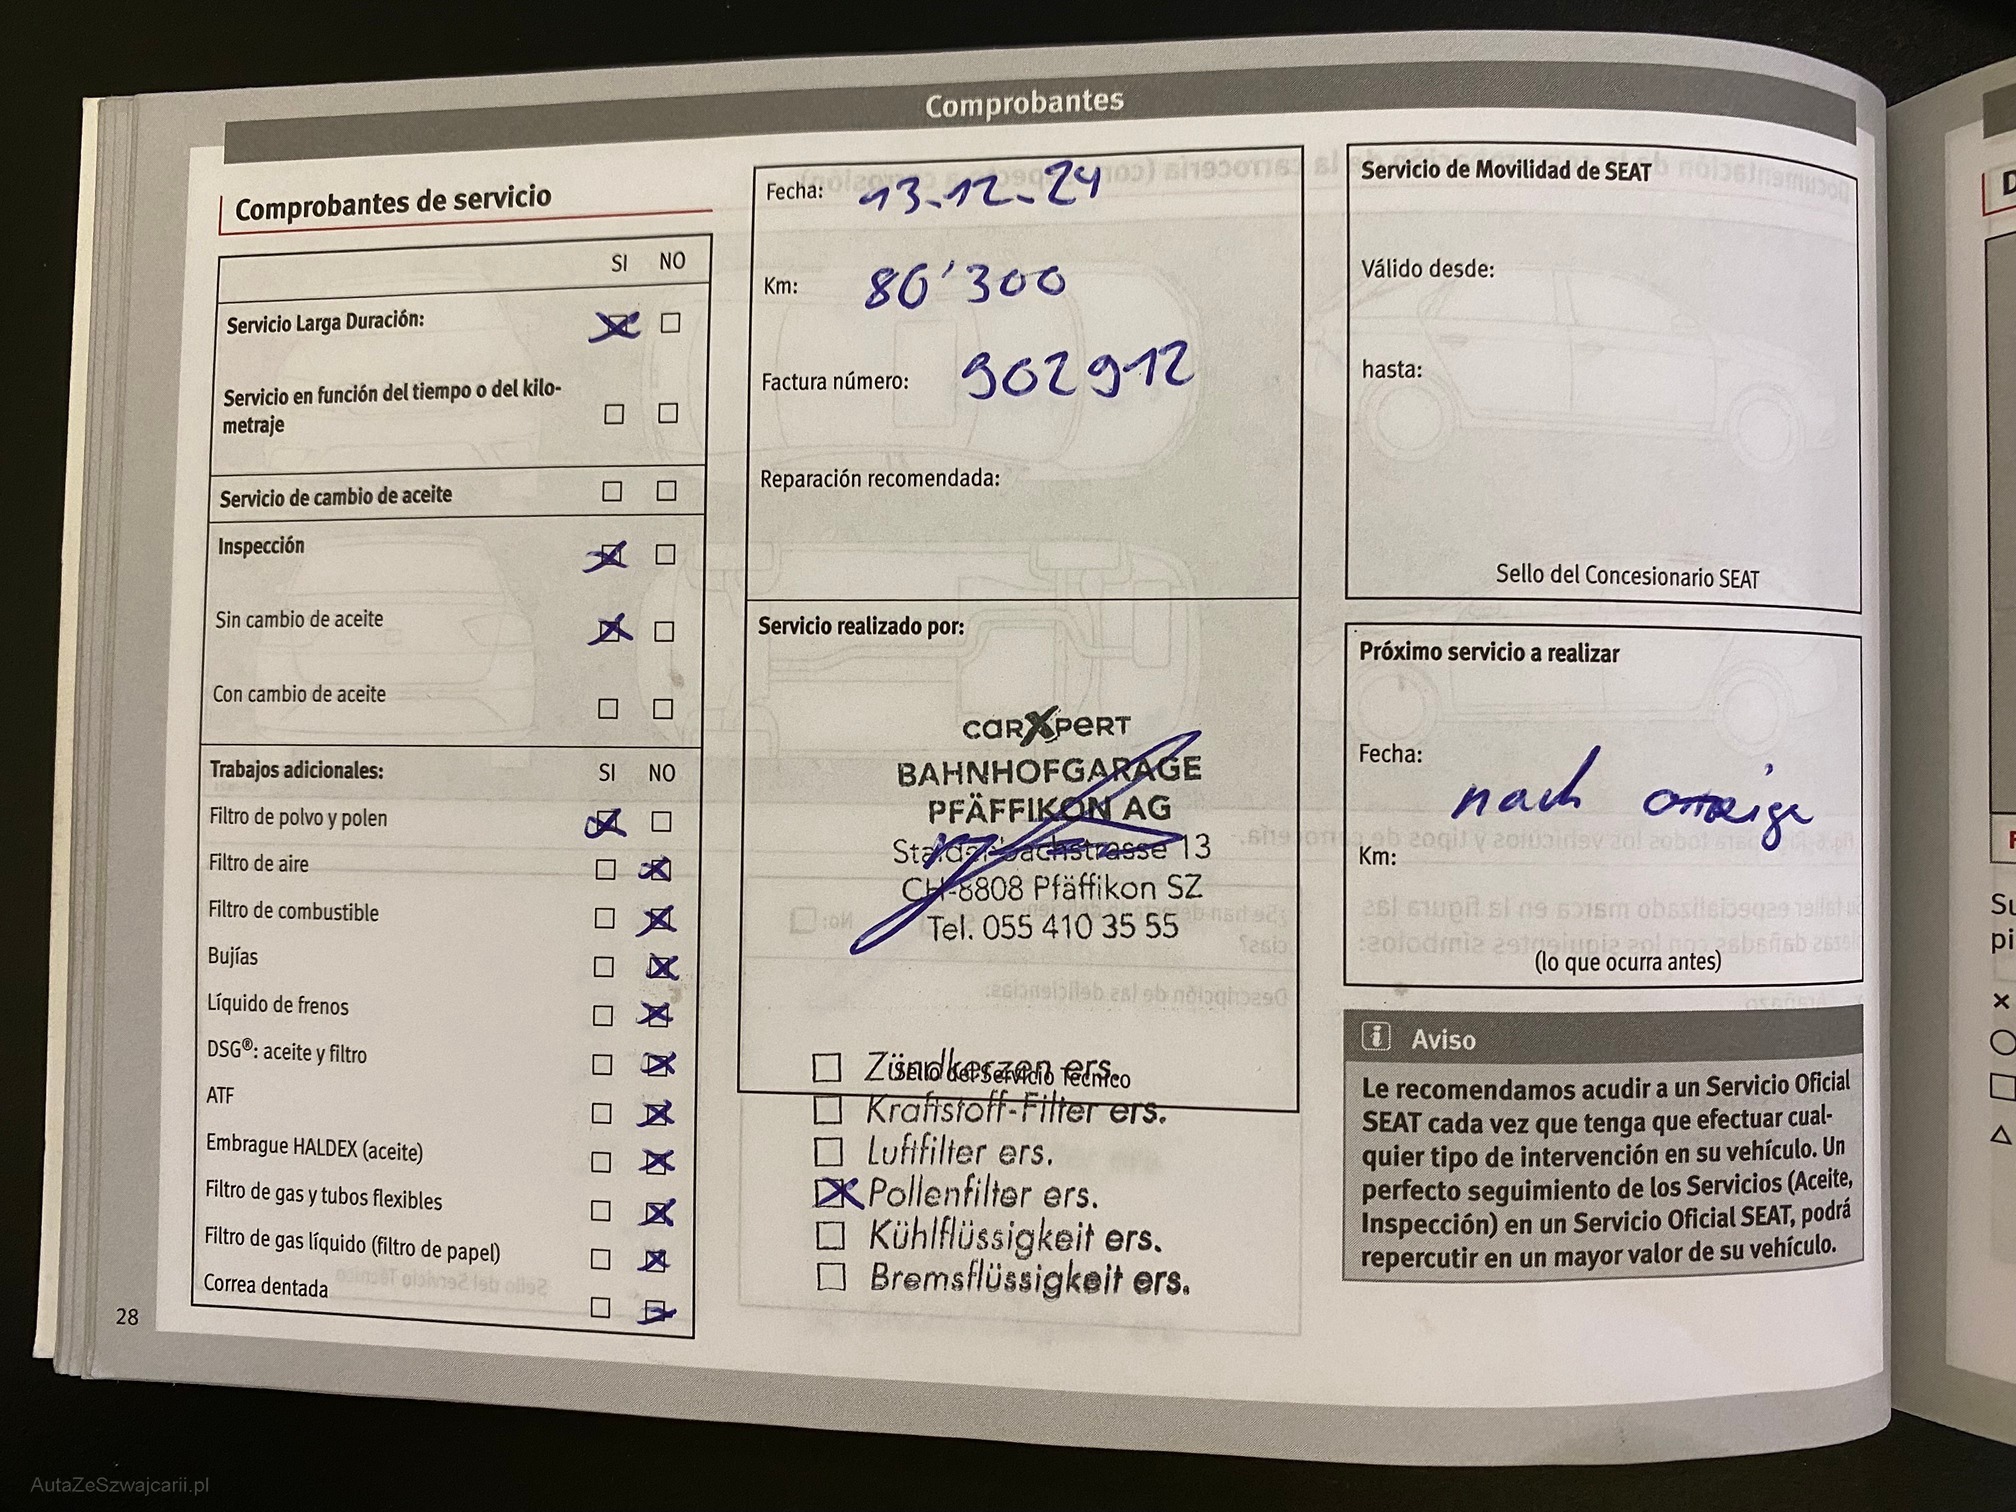 Comprobantes
Comprobantes de servicio
SI NO
Servicio Larga Duración:
Servicio en función del tiempo o del kilo-
metraje
Servicio de cambio de aceite
Inspección
Sin cambio de aceite
Con cambio de aceite
Trabajos adicionales: SI NO
Filtro de polvo y polen
Filtro de aire
Filtro de combustible
Bujías
Líquido de frenos
DSG®: aceite y filtro
ATF
Embrague HALDEX (aceite)
Filtro de gas y tubos flexibles
Filtro de gas líquido (filtro de papel)
Correa dentada
28
Fecha: 13.12.24
Km: 80'300
Factura número: 902912
Reparación recomendada:
Servicio realizado por:
carXpert
BAHNHOFGARAGE
PFÄFFIKON AG
13
CH-8808 Pfäffikon SZ
Tel. 055 410 35 55
Sello del Servicio Técnico
Zündkerzen ers.
Kraftstoff-Filter ers.
Luftfilter ers.
Pollenfilter ers.
Kühlflüssigkeit ers.
Bremsflüssigkeit ers.
Servicio de Movilidad de SEAT
Válido desde:
hasta:
Sello del Concesionario SEAT
Próximo servicio a realizar
Fecha:
nach anzeige
Km:
(lo que ocurra antes)
i Aviso
Le recomendamos acudir a un Servicio Oficial
SEAT cada vez que tenga que efectuar cual-
quier tipo de intervención en su vehículo. Un
perfecto seguimiento de los Servicios (Aceite,
Inspección) en un Servicio Oficial SEAT, podrá
repercutir en un mayor valor de su vehículo.
AutaZeSzwajcarii.pl